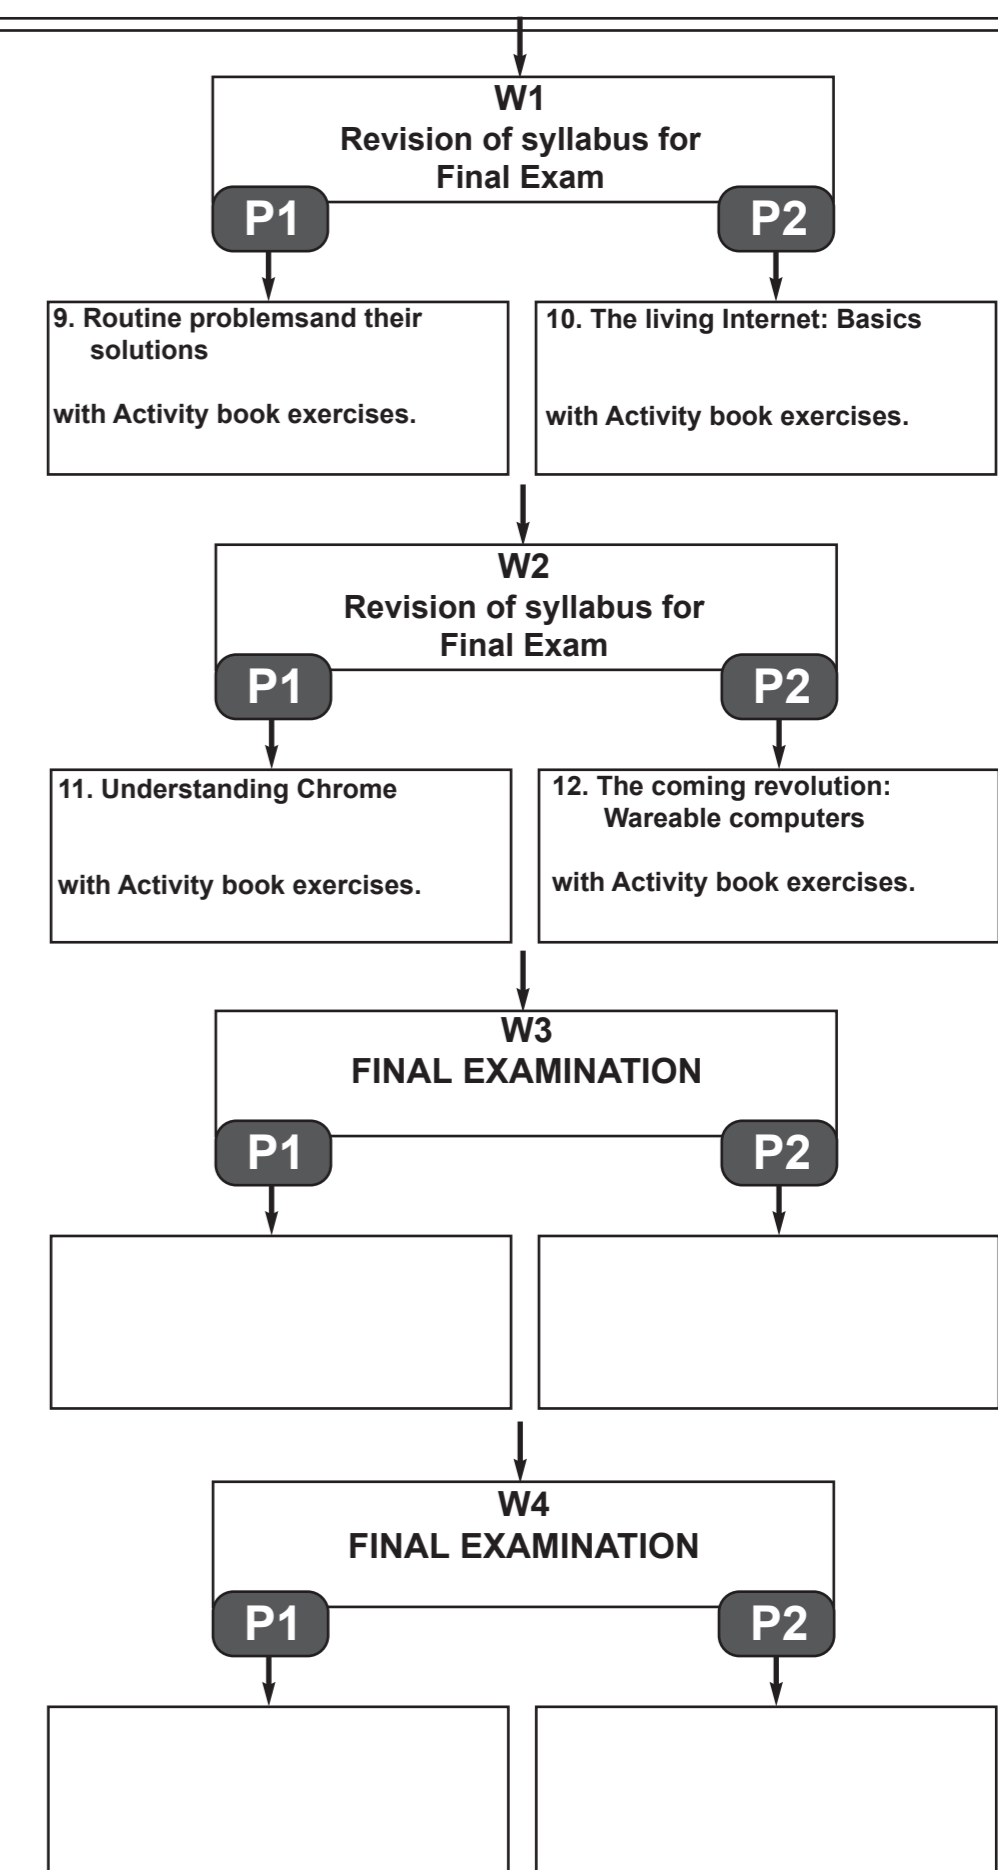 W1
Revision of syllabus for
Final Exam
P1
P2
9. Routine problemsand their
solutions
with Activity book exercises.
10. The living Internet: Basics
with Activity book exercises.
W2
Revision of syllabus for
Final Exam
P1
P2
11. Understanding Chrome
with Activity book exercises.
12. The coming revolution:
Wareable computers
with Activity book exercises.
W3
FINAL EXAMINATION
P1
P2
W4
FINAL EXAMINATION
P1
P2